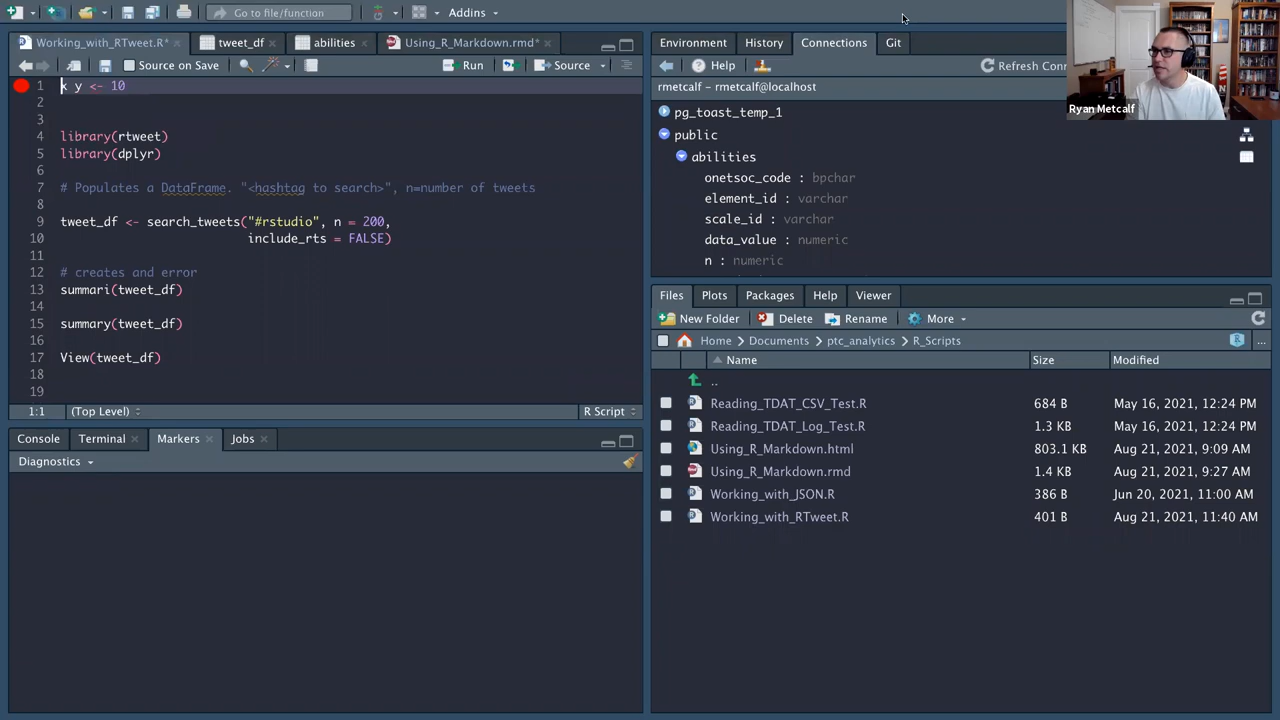 Go to file/function
Addins
Working_with_RTweet.R*
tweet_df
abilities
Using_R_Markdown.rmd*
Source on Save
Run
Source
1 x y <- 10
2
3
4 library(rtweet)
5 library(dplyr)
6
7 # Populates a DataFrame. "<hashtag to search>", n=number of tweets
8
9 tweet_df <- search_tweets("#rstudio", n = 200,
10 include_rts = FALSE)
11
12 # creates and error
13 summari(tweet_df)
14
15 summary(tweet_df)
16
17 View(tweet_df)
18
19
1:1 (Top Level) R Script
Console Terminal Markers Jobs
Diagnostics
Environment History Connections Git
Help
Refresh Conn
rmetcalf - rmetcalf@localhost
pg_toast_temp_1
public
abilities
onetsoc_code : bpchar
element_id : varchar
scale_id : varchar
data_value : numeric
n : numeric
Ryan Metcalf
Files Plots Packages Help Viewer
New Folder Delete Rename More
Home Documents ptc_analytics R_Scripts ...
Name Size Modified
..
Reading_TDAT_CSV_Test.R 684 B May 16, 2021, 12:24 PM
Reading_TDAT_Log_Test.R 1.3 KB May 16, 2021, 12:24 PM
Using_R_Markdown.html 803.1 KB Aug 21, 2021, 9:09 AM
Using_R_Markdown.rmd 1.4 KB Aug 21, 2021, 9:27 AM
Working_with_JSON.R 386 B Jun 20, 2021, 11:00 AM
Working_with_RTweet.R 401 B Aug 21, 2021, 11:40 AM